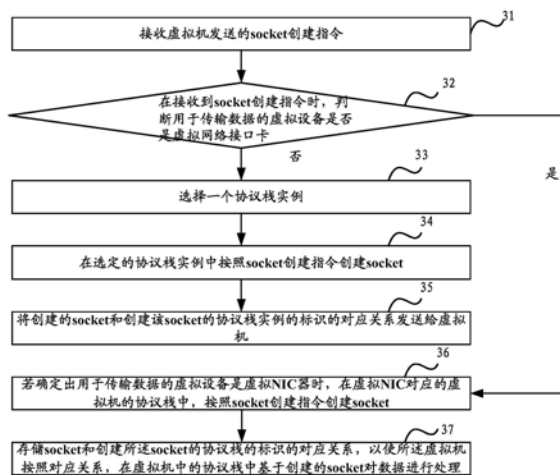 31
接收虚拟机发送的socket创建指令
32
在接收到socket创建指令时，判
断用于传输数据的虚拟设备是否
是虚拟网络接口卡
否
是
33
选择一个协议栈实例
34
在选定的协议栈实例中按照socket创建指令创建socket
35
将创建的socket和创建该socket的协议栈实例的标识的对应关系发送给虚拟
机
36
若确定出用于传输数据的虚拟设备是虚拟NIC器时，在虚拟NIC对应的虚
拟机的协议栈中，按照socket创建指令创建socket
37
存储socket和创建所述socket的协议栈的标识的对应关系，以使所述虚拟机
按照对应关系，在虚拟机中的协议栈中基于创建的socket对数据进行处理